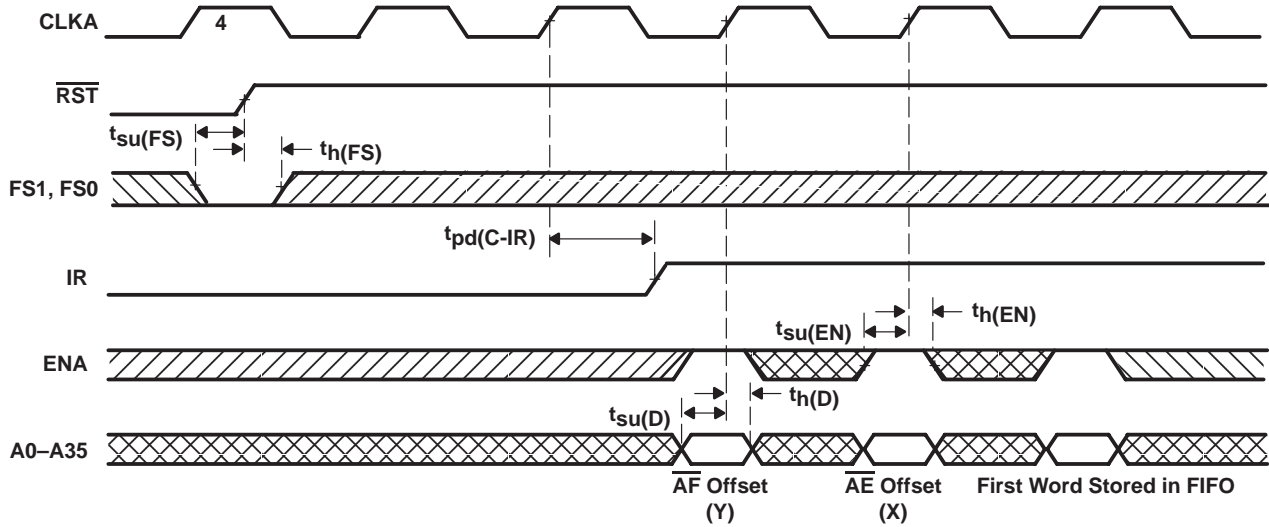 CLKA
4
RST
tsu(FS)
th(FS)
FS1, FS0
tpd(C-IR)
IR
tsu(EN)
th(EN)
ENA
tsu(D)
th(D)
A0–A35
AF Offset
(Y)
AE Offset
(X)
First Word Stored in FIFO